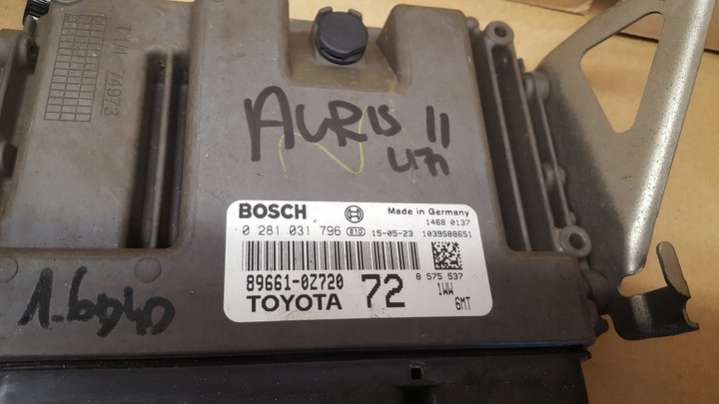 AURIS II
BOSCH
Made in Germany
1468 0137
0 281 031 796
15-05-23
1039S88651
89661-0Z720
72
8 575 537
TOYOTA
1WW
6MT
1.6D4D